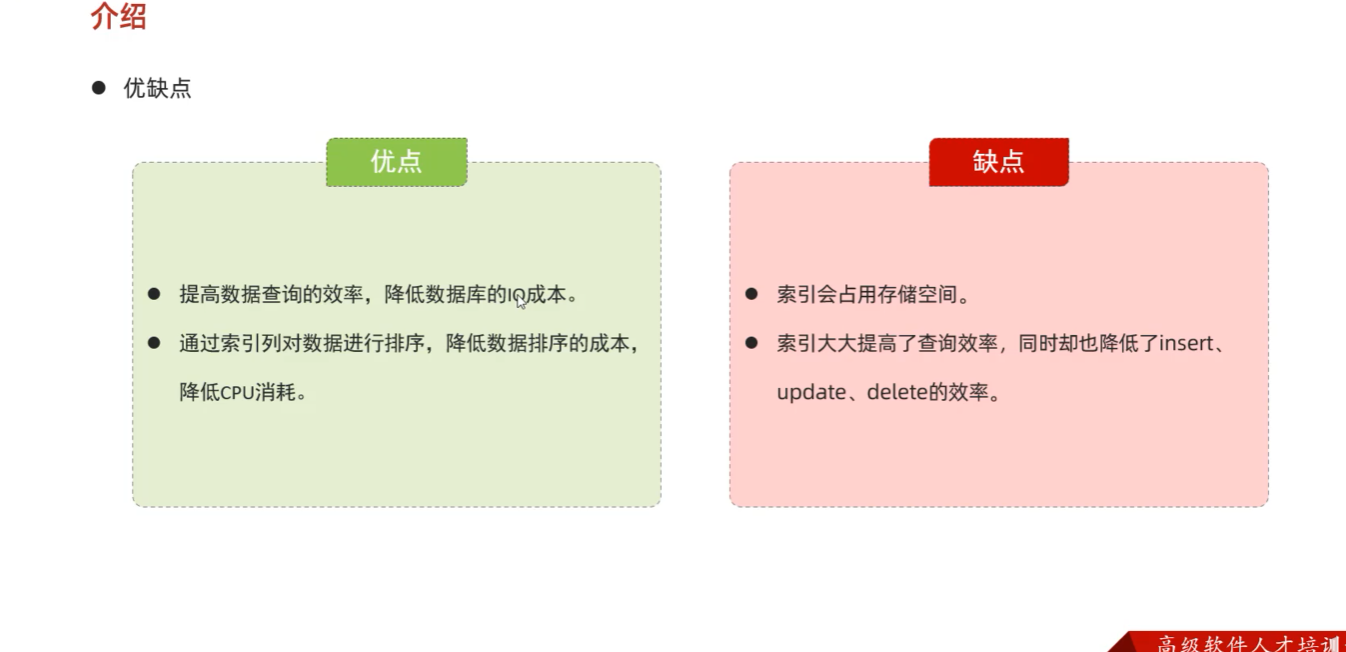 介绍
● 优缺点
优点
● 提高数据查询的效率，降低数据库的IO成本。
● 通过索引列对数据进行排序，降低数据排序的成本，
降低CPU消耗。
缺点
● 索引会占用存储空间。
● 索引大大提高了查询效率，同时却也降低了insert、
update、delete的效率。
高级软件人才培训